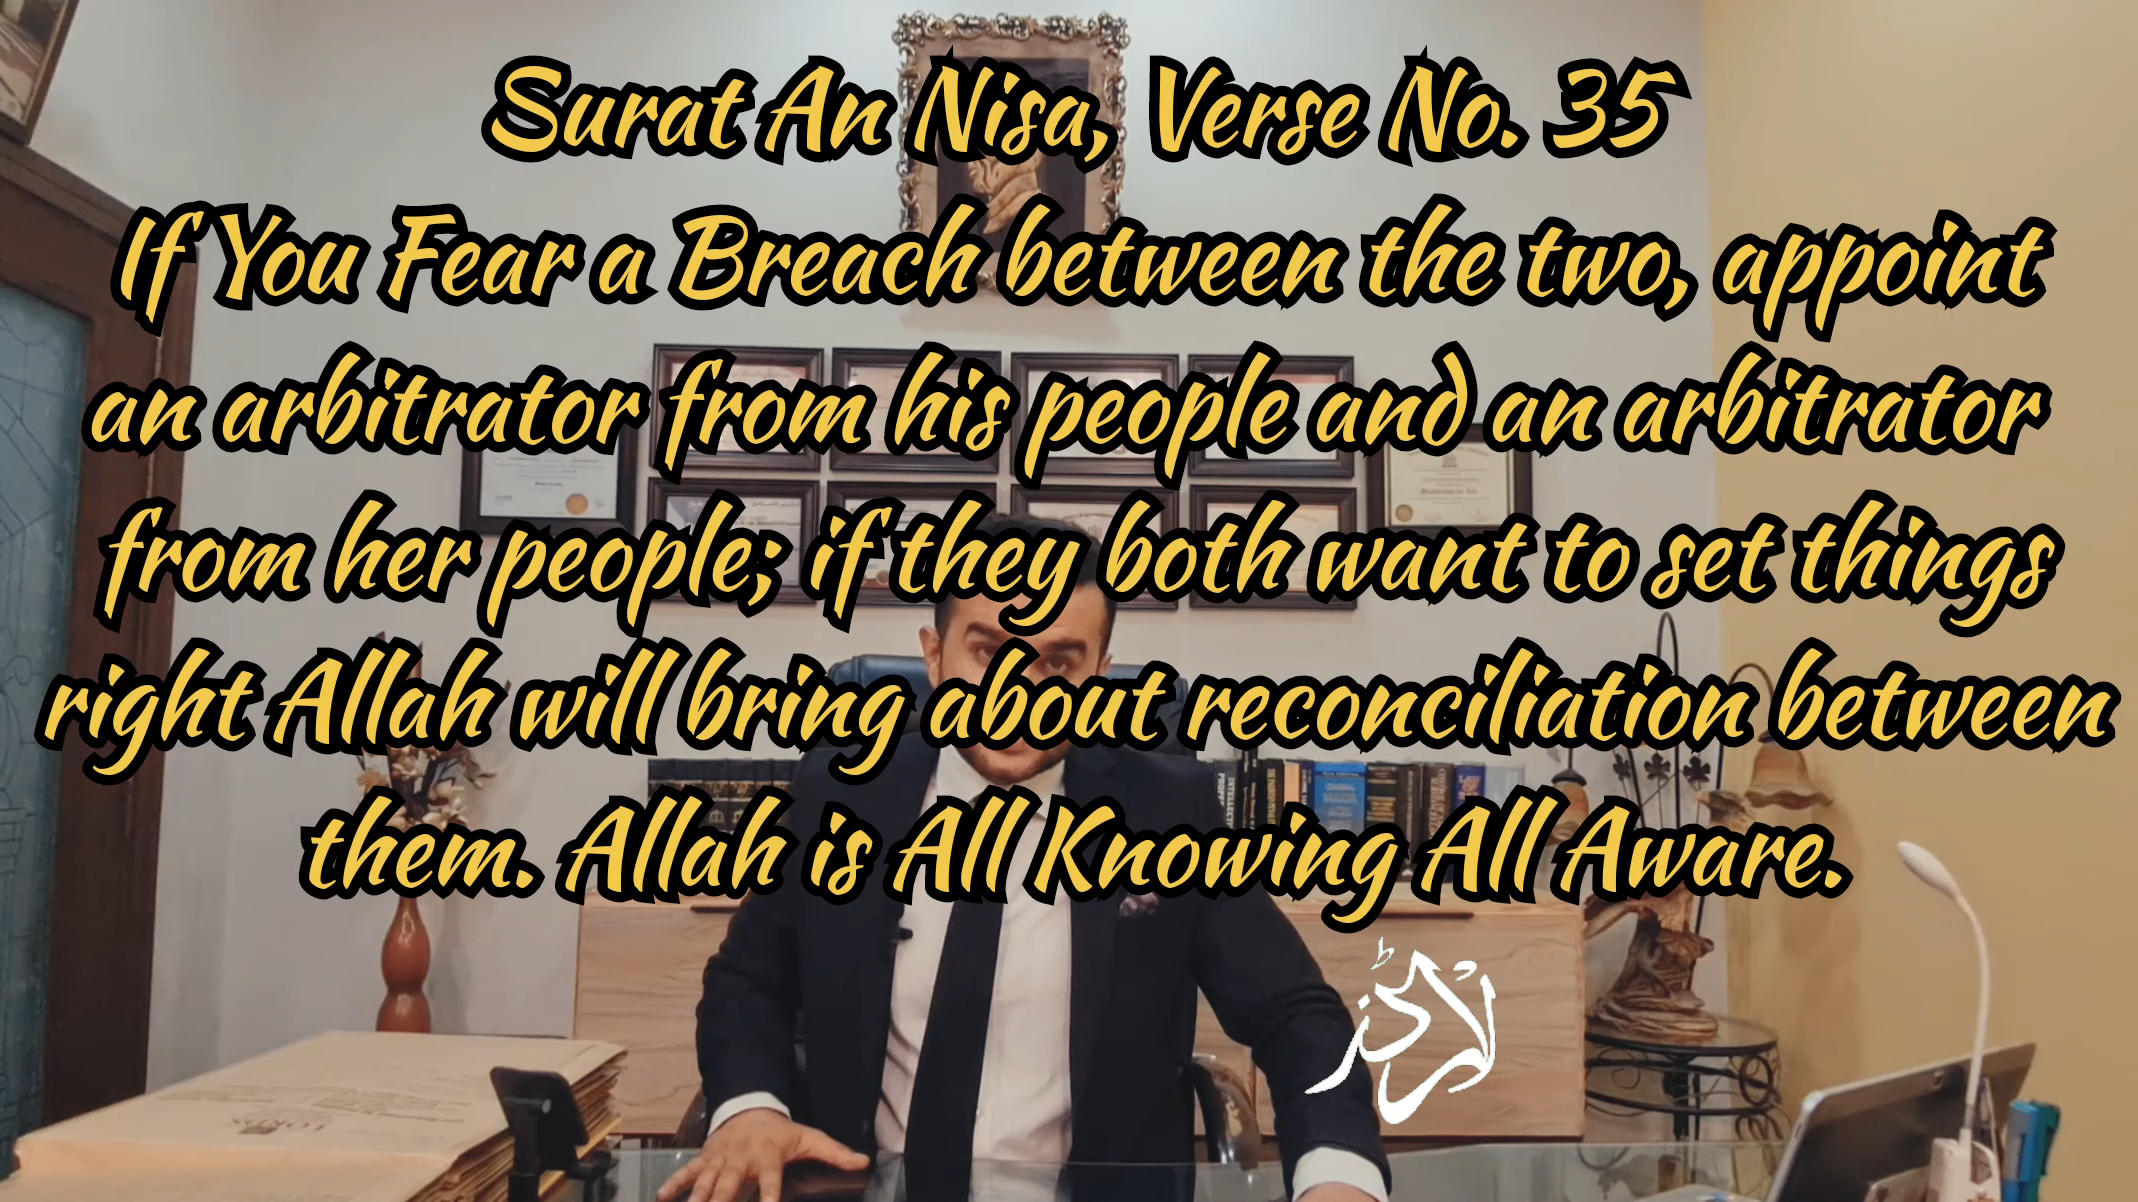 Surat An Nisa, Verse No. 35
If You Fear a Breach between the two, appoint
an arbitrator from his people and an arbitrator
from her people; if they both want to set things
right Allah will bring about reconciliation between
them. Allah is All Knowing All Aware.
لارڈز
LORDS